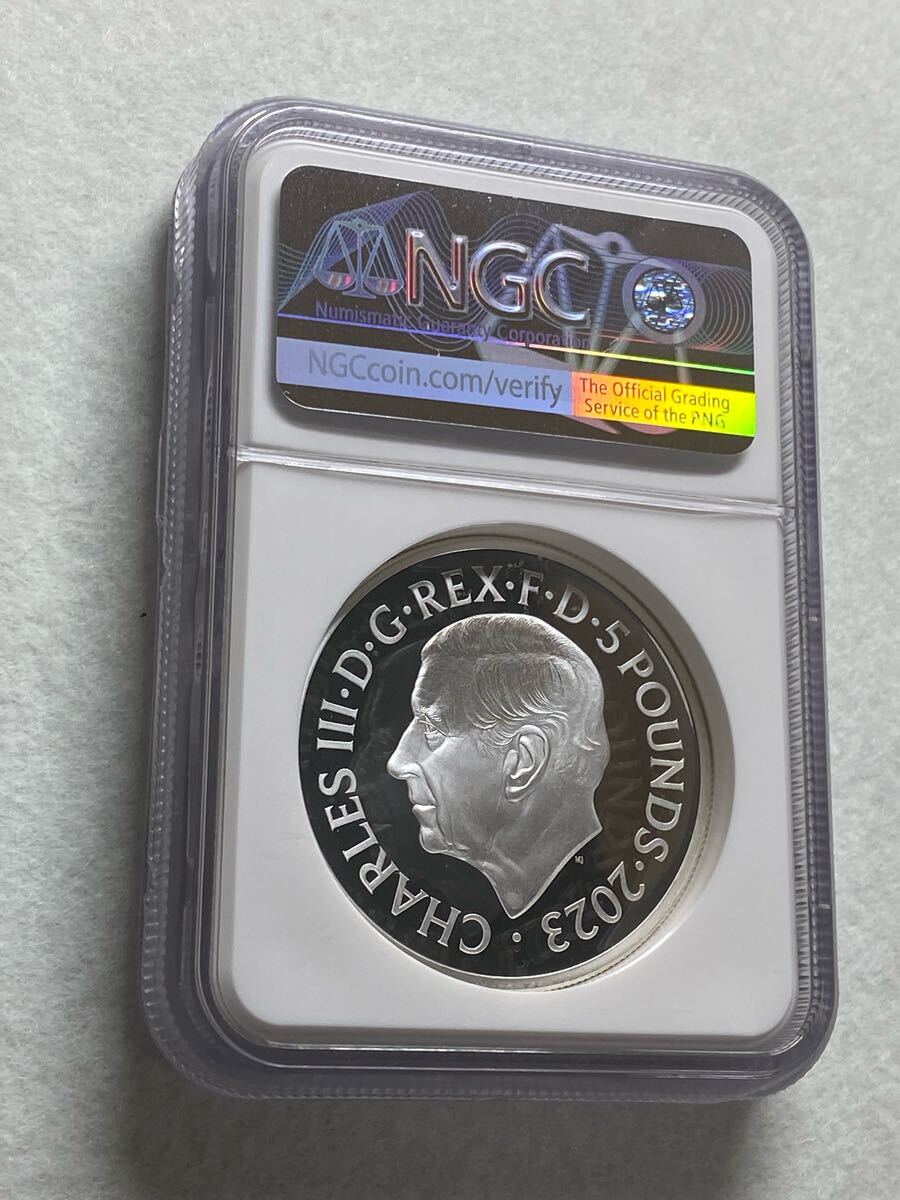 NGC
Numismatic Guaranty Corporation
NGCcoin.com/verify
The Official Grading
Service of the PNG
CHARLES III·D·G·REX·F·D·5 POUNDS·2023·
MJ